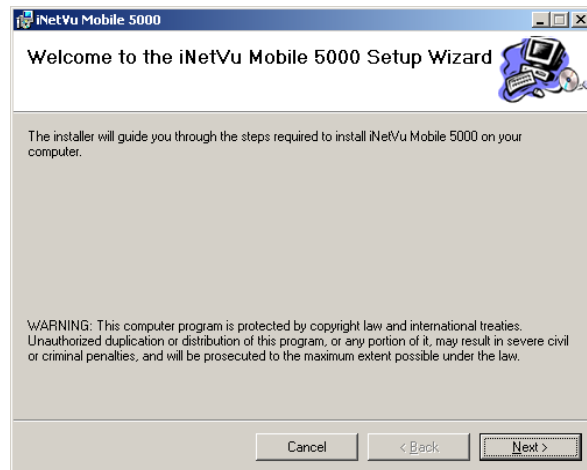 iNetVu Mobile 5000
Welcome to the iNetVu Mobile 5000 Setup Wizard
The installer will guide you through the steps required to install iNetVu Mobile 5000 on your
computer.
WARNING: This computer program is protected by copyright law and international treaties.
Unauthorized duplication or distribution of this program, or any portion of it, may result in severe civil
or criminal penalties, and will be prosecuted to the maximum extent possible under the law.
Cancel < Back Next >